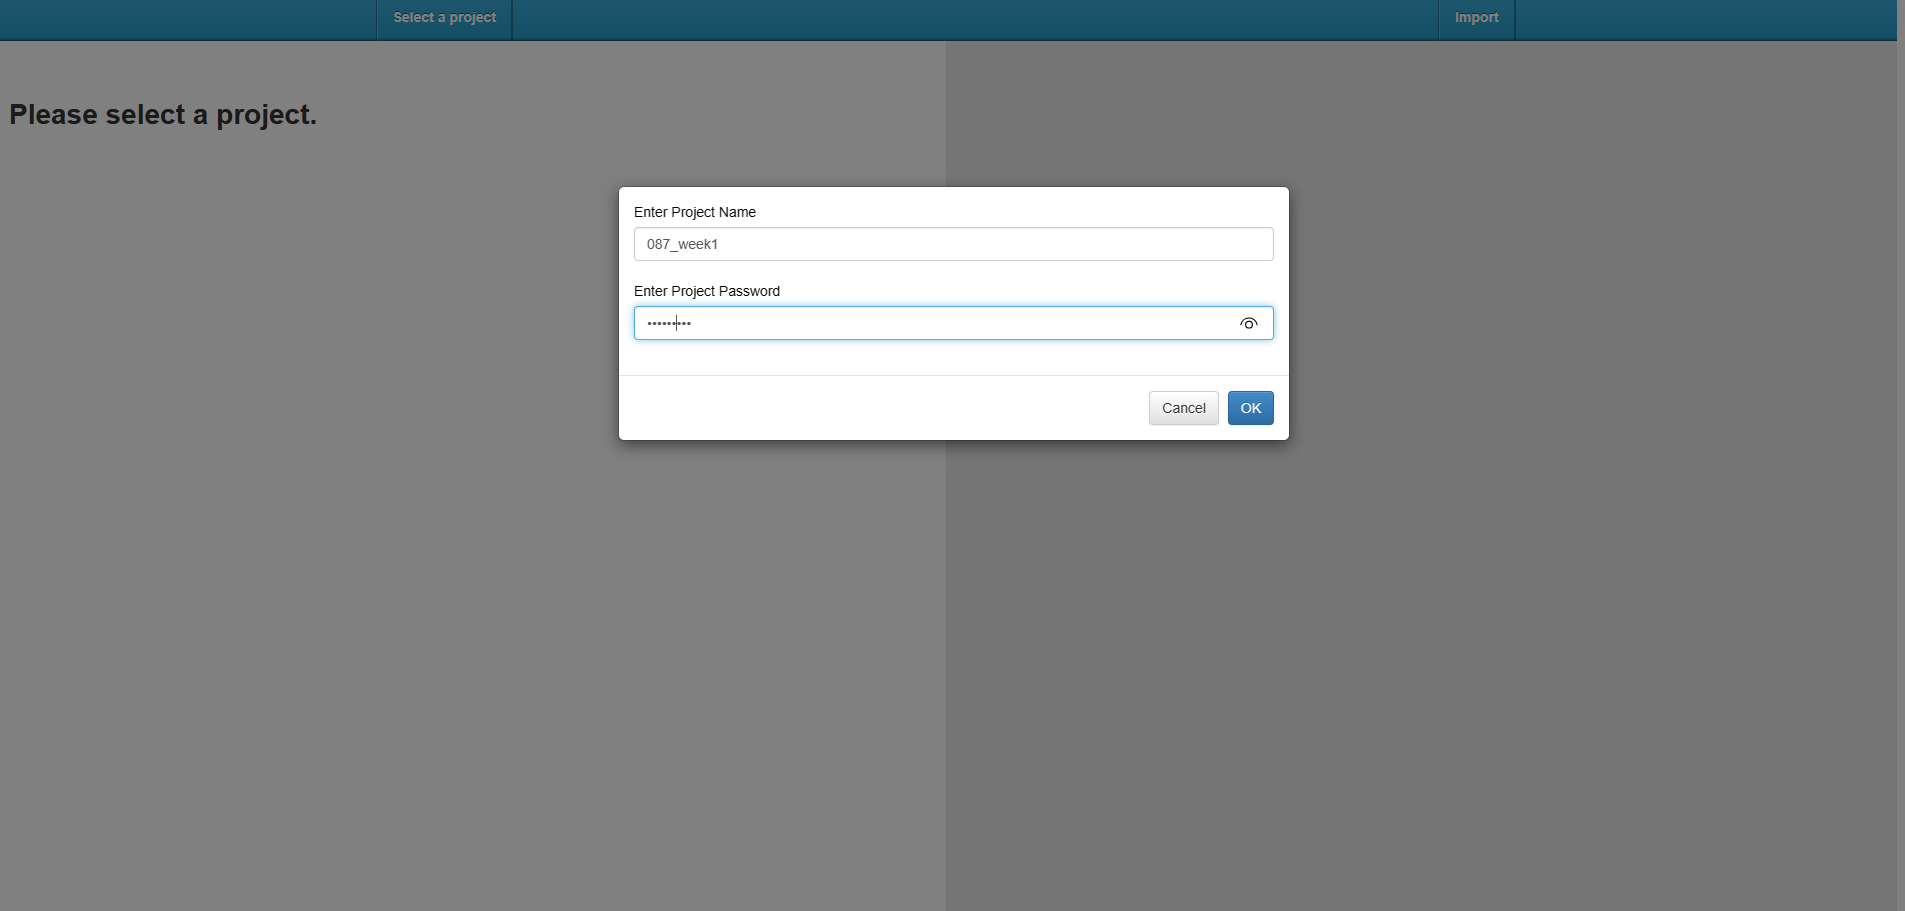 Select a project
Import
Please select a project.
Enter Project Name
087_week1
Enter Project Password
•••••••••
Cancel
OK